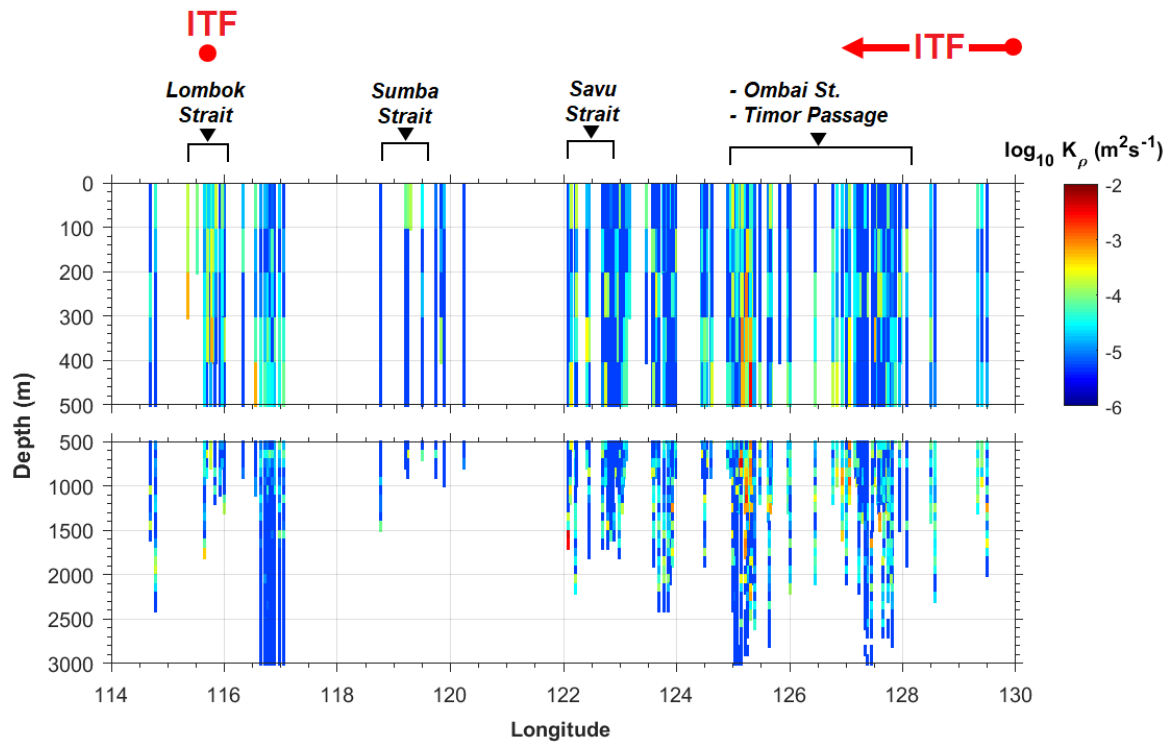 ITF
ITF
Lombok
Strait
Sumba
Strait
Savu
Strait
- Ombai St.
- Timor Passage
log10 Kρ (m2s-1)
0
100
200
300
400
500
500
1000
1500
2000
2500
3000
Depth (m)
114
116
118
120
122
124
126
128
130
Longitude
-2
-3
-4
-5
-6